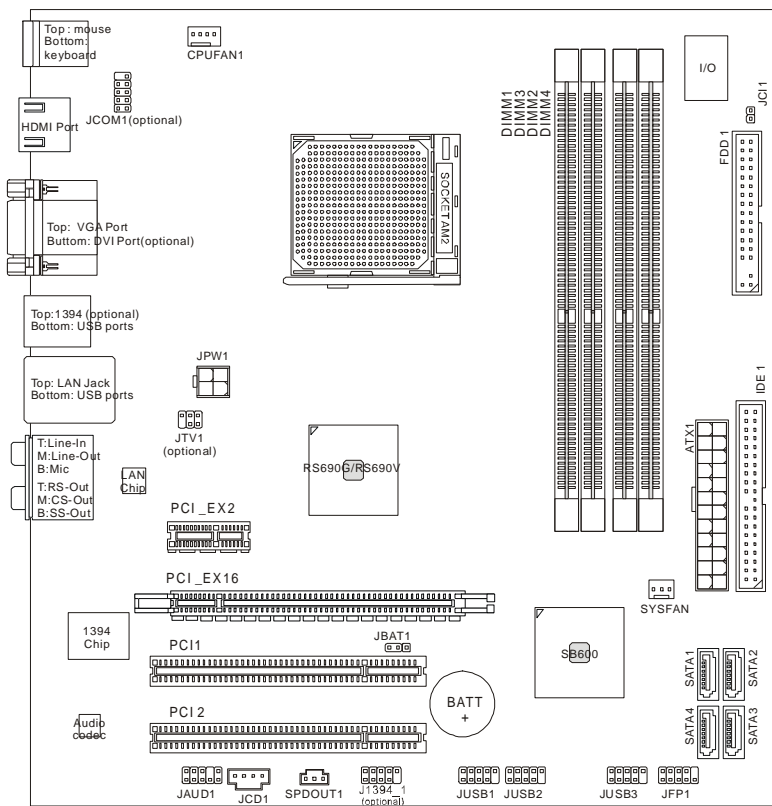 Top : mouse
Bottom:
keyboard
CPUFAN1
JCOM1(optional)
HDMI Port
DIMM1
DIMM3
DIMM2
DIMM4
I/O
JCI1
FDD 1
SOCKET AM2
Top: VGA Port
Buttom: DVI Port(optional)
Top:1394 (optional)
Bottom: USB ports
JPW1
Top: LAN Jack
Bottom: USB ports
IDE 1
ATX1
JTV1
(optional)
T:Line-In
M:Line-Out
B:Mic
T:RS-Out
M:CS-Out
B:SS-Out
LAN
Chip
RS690G/RS690V
PCI_EX2
PCI_EX16
SYSFAN
1394
Chip
JBAT1
PCI1
SB600
SATA1
SATA2
BATT
+
Audio
codec
PCI 2
SATA4
SATA3
JAUD1
JCD1
SPDOUT1
J1394_1
(optional)
JUSB1
JUSB2
JUSB3
JFP1